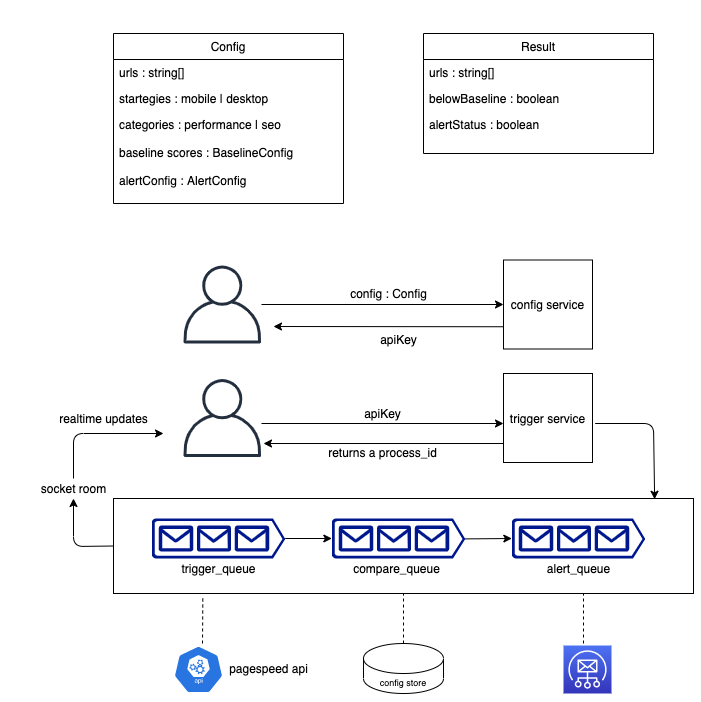 Config
urls : string[]
startegies : mobile | desktop
categories : performance | seo
baseline scores : BaselineConfig
alertConfig : AlertConfig
Result
urls : string[]
belowBaseline : boolean
alertStatus : boolean
config : Config
apiKey
config service
realtime updates
apiKey
returns a process_id
trigger service
socket room
trigger_queue
compare_queue
alert_queue
api
pagespeed api
config store